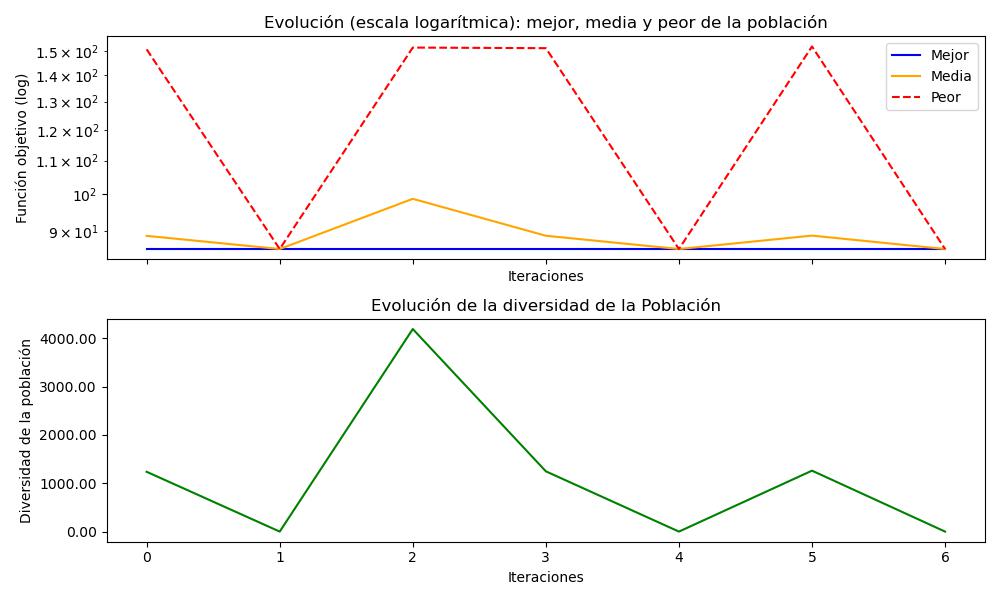 Evolución (escala logarítmica): mejor, media y peor de la población
Función objetivo (log)
1.5 × 10²
1.4 × 10²
1.3 × 10²
1.2 × 10²
1.1 × 10²
10²
9 × 10¹
Mejor
Media
Peor
Iteraciones
Evolución de la diversidad de la Población
Diversidad de la población
4000.00
3000.00
2000.00
1000.00
0.00
0 1 2 3 4 5 6
Iteraciones